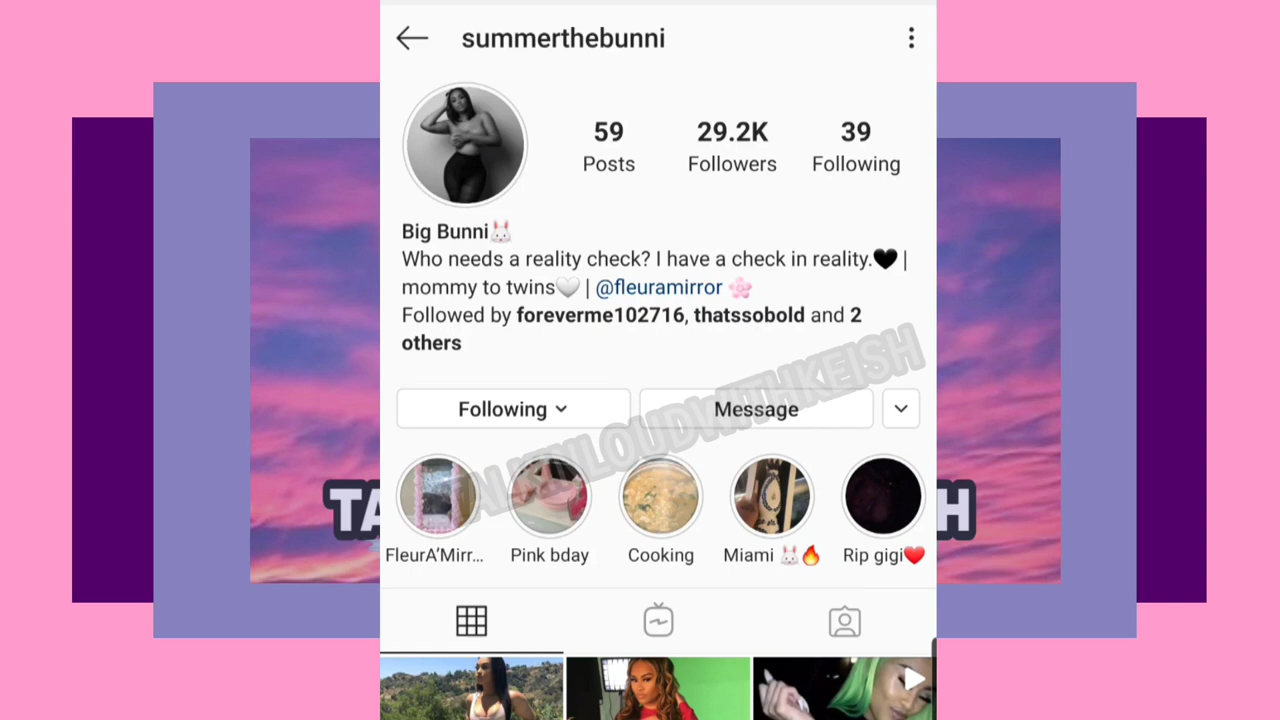 summerthebunni
59 29.2K 39
Posts Followers Following
Big Bunni🐰
Who needs a reality check? I have a check in reality.🖤 |
mommy to twins🤍 | @fleuramirror 🌸
Followed by foreverme102716, thatssobold and 2
others
Following Message
TALKINLOUDWITHKEISH
FleurA’Mirr... Pink bday Cooking Miami 🐰🔥 Rip gigi❤️